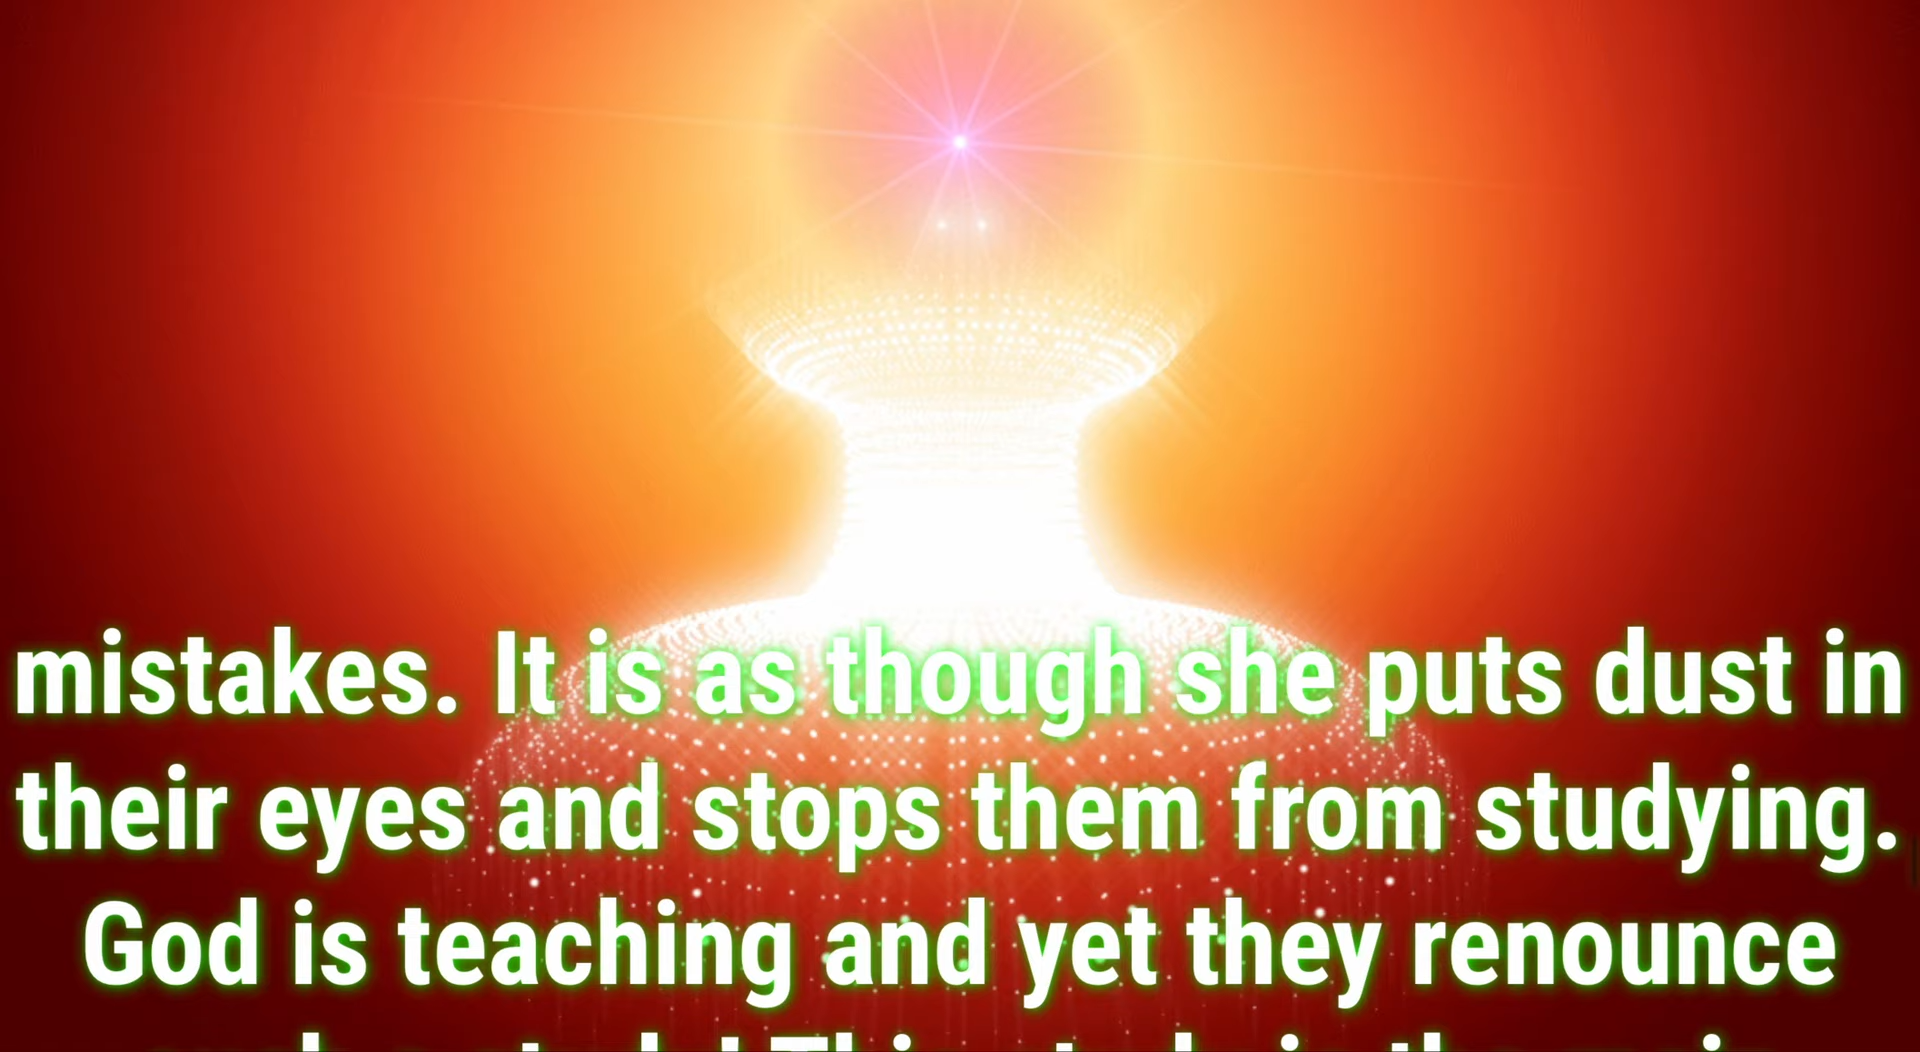 mistakes. It is as though she puts dust in
their eyes and stops them from studying.
God is teaching and yet they renounce